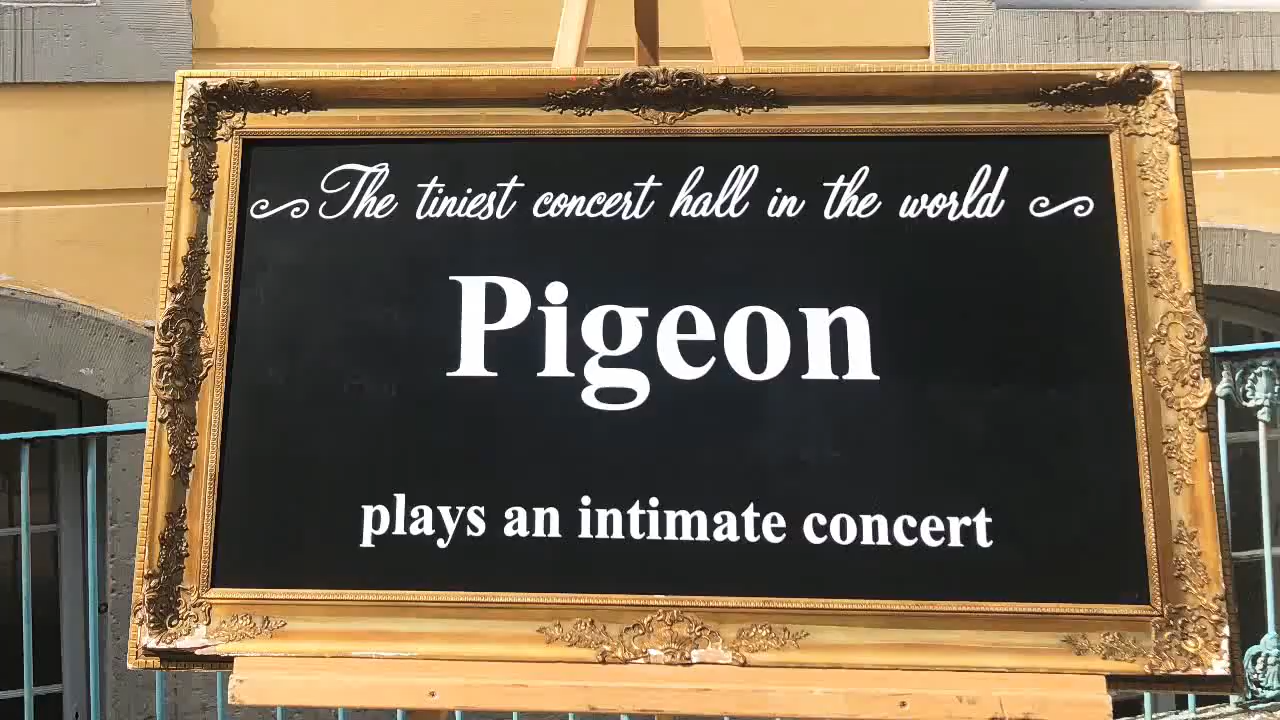 The tiniest concert hall in the world
Pigeon
plays an intimate concert